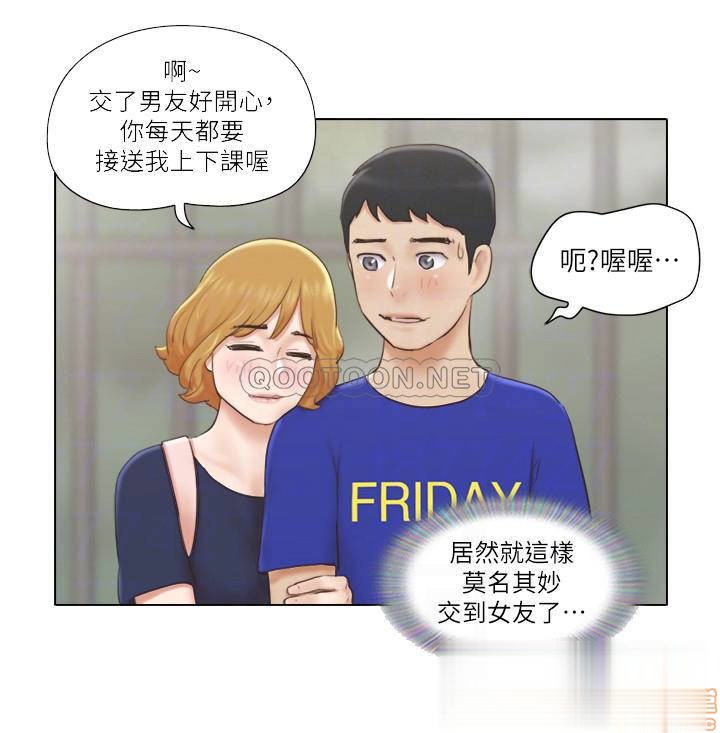 啊~
交了男友好開心,
你每天都要
接送我上下課喔
呃?喔喔…
QOOTOON.NET
FRIDAY
居然就這樣
莫名其妙
交到女友了…